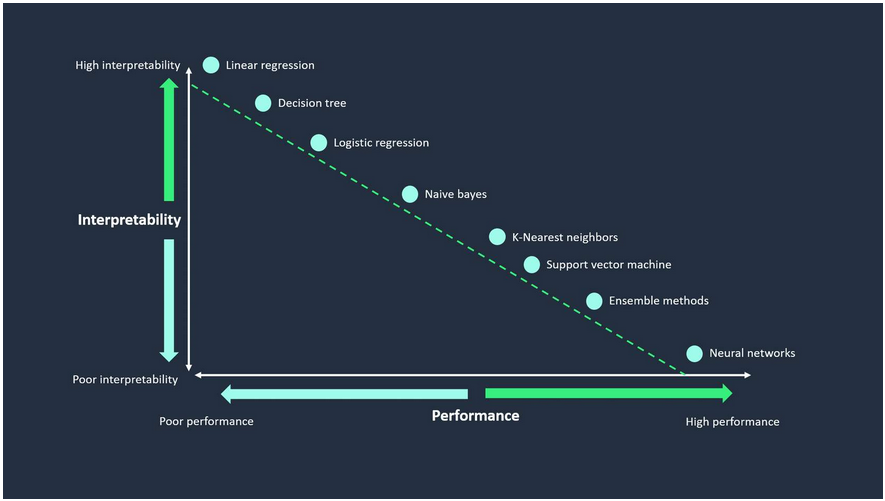 High interpretability
Linear regression
Decision tree
Logistic regression
Naive bayes
Interpretability
K-Nearest neighbors
Support vector machine
Ensemble methods
Neural networks
Poor interpretability
Performance
Poor performance
High performance